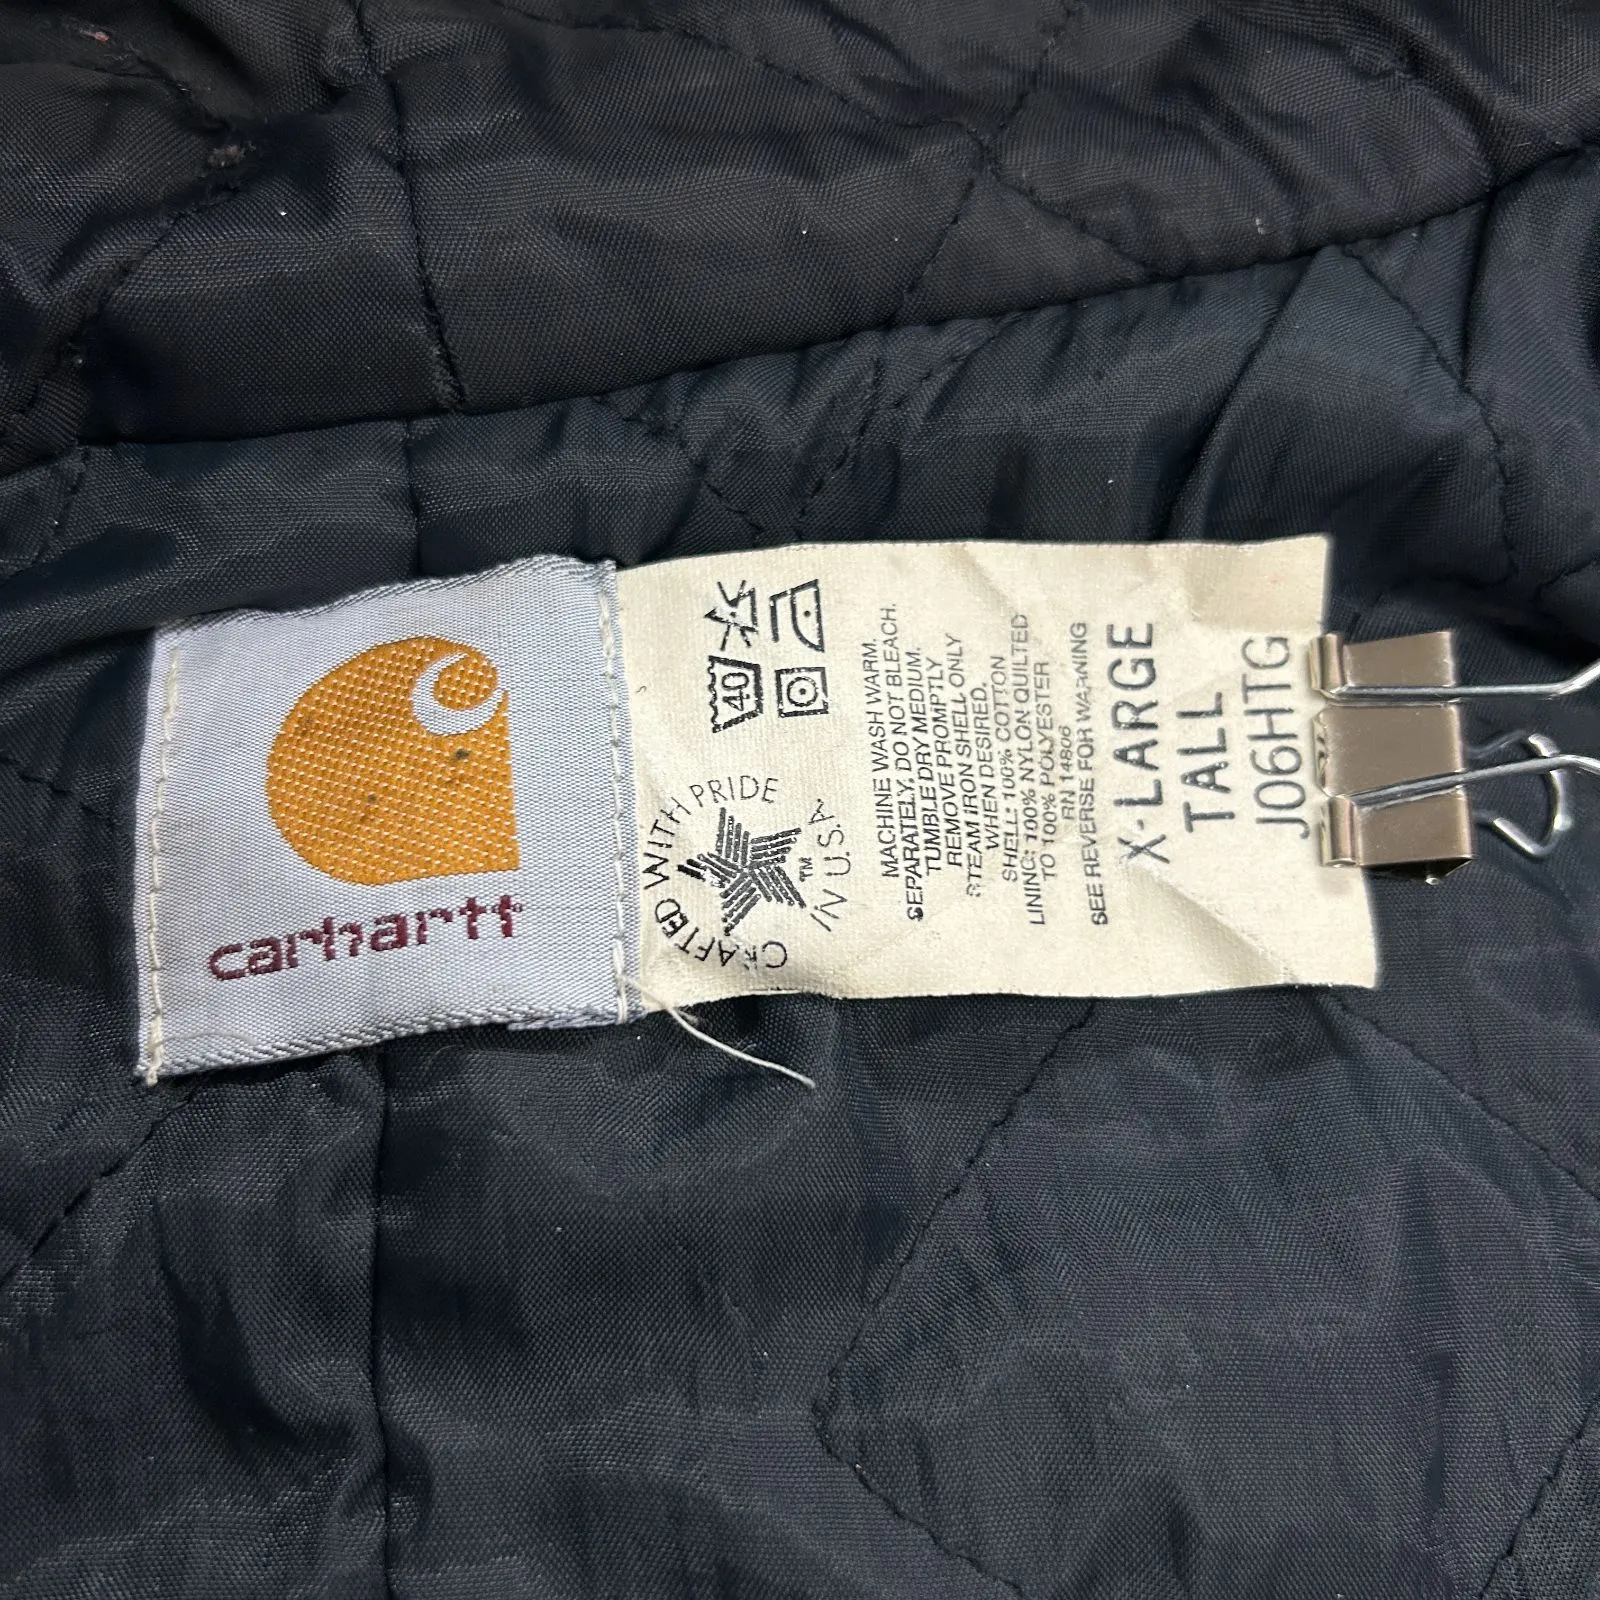 carhartt
40
CRAFTED WITH PRIDE
IN U.S.A.
TM
MACHINE WASH WARM.
SEPARATELY. DO NOT BLEACH.
TUMBLE DRY MEDIUM.
REMOVE PROMPTLY
STEAM IRON SHELL ONLY
WHEN DESIRED.
SHELL: 100% COTTON
LINING: 100% NYLON QUILTED
TO 100% POLYESTER
RN 14806
SEE REVERSE FOR WARNING
X-LARGE
TALL
J06HTG